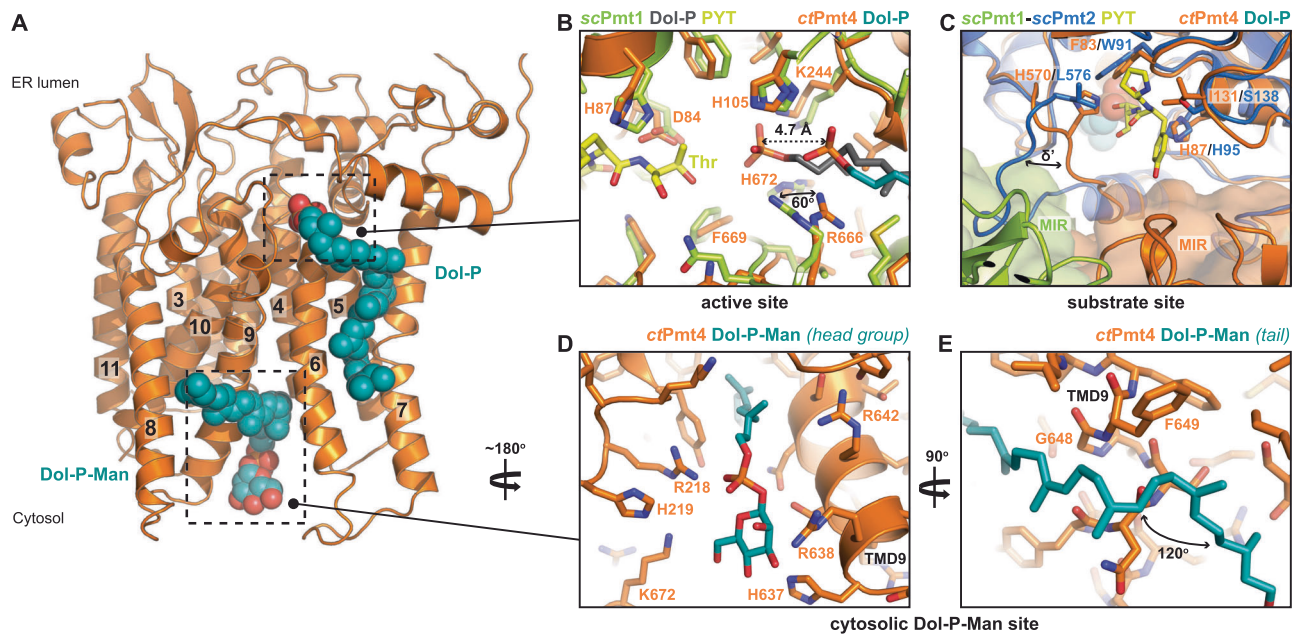 A
ER lumen
3
4
5
10
9
11
6
8
7
Dol-P
Dol-P-Man
Cytosol
~180°
B
scPmt1 Dol-P PYT
ctPmt4 Dol-P
H87
D84
H105
K244
4.7 Å
Thr
H672
60°
F669
R666
active site
C
scPmt1-scPmt2 PYT
ctPmt4 Dol-P
F83/W91
H570/L576
I131/S138
H87/H95
δ’
MIR
MIR
substrate site
D
ctPmt4 Dol-P-Man (head group)
R642
R218
H219
R638
TMD9
K672
H637
90°
E
ctPmt4 Dol-P-Man (tail)
TMD9
G648
F649
120°
cytosolic Dol-P-Man site